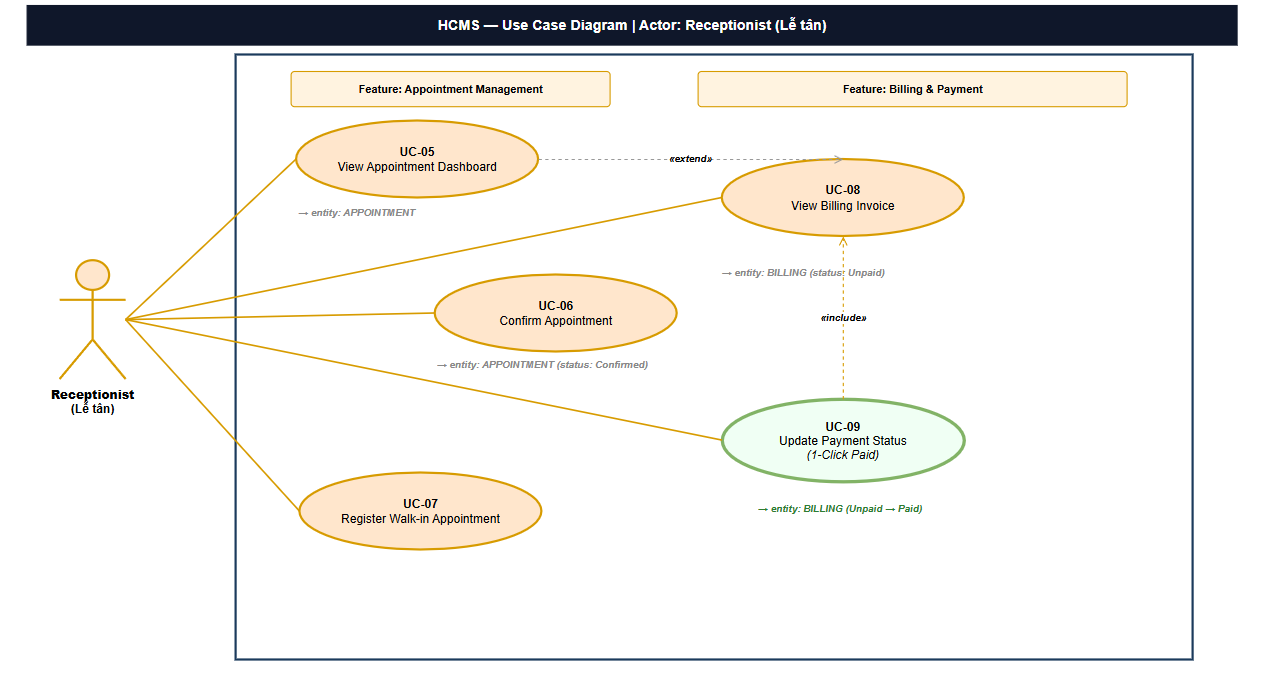 HCMS — Use Case Diagram | Actor: Receptionist (Lễ tân)
Feature: Appointment Management
Feature: Billing & Payment
UC-05
View Appointment Dashboard
→ entity: APPOINTMENT
«extend»
UC-08
View Billing Invoice
→ entity: BILLING (status: Unpaid)
UC-06
Confirm Appointment
→ entity: APPOINTMENT (status: Confirmed)
«include»
Receptionist
(Lễ tân)
UC-09
Update Payment Status
(1-Click Paid)
→ entity: BILLING (Unpaid → Paid)
UC-07
Register Walk-in Appointment